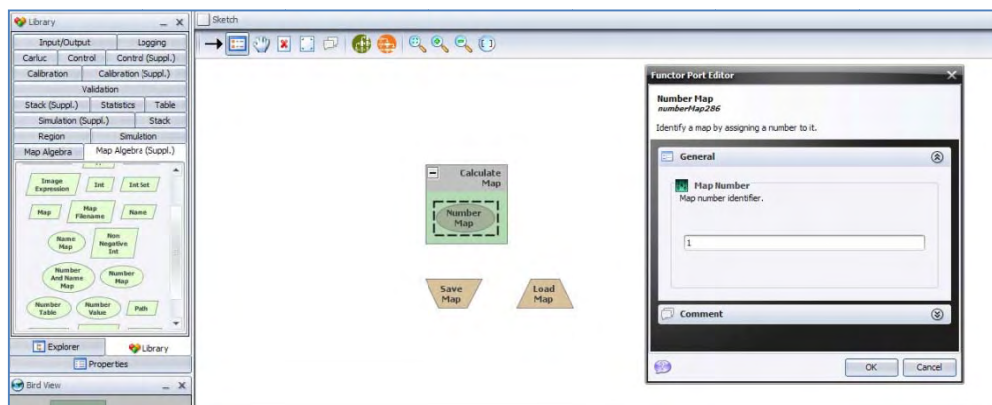 Library
Input/Output Logging
Carluc Control Control (Suppl.)
Calibration Calibration (Suppl.)
Validation
Stack (Suppl.) Statistics Table
Simulation (Suppl.) Stack
Region Simulation
Map Algebra Map Algebra (Suppl.)
Image
Expression
Int
Int Set
Map
Map
Filename
Name
Name
Map
Non
Negative
Int
Number
And Name
Map
Number
Map
Number
Table
Number
Value
Path
Explorer Library
Properties
Bird View
Sketch
Calculate
Map
Number
Map
Save
Map
Load
Map
Functor Port Editor
Number Map
numberMap286
Identify a map by assigning a number to it.
General
Map Number
Map number identifier.
1
Comment
OK Cancel